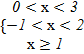 0 < x < 3
{−1 < x < 2
x ≥ 1